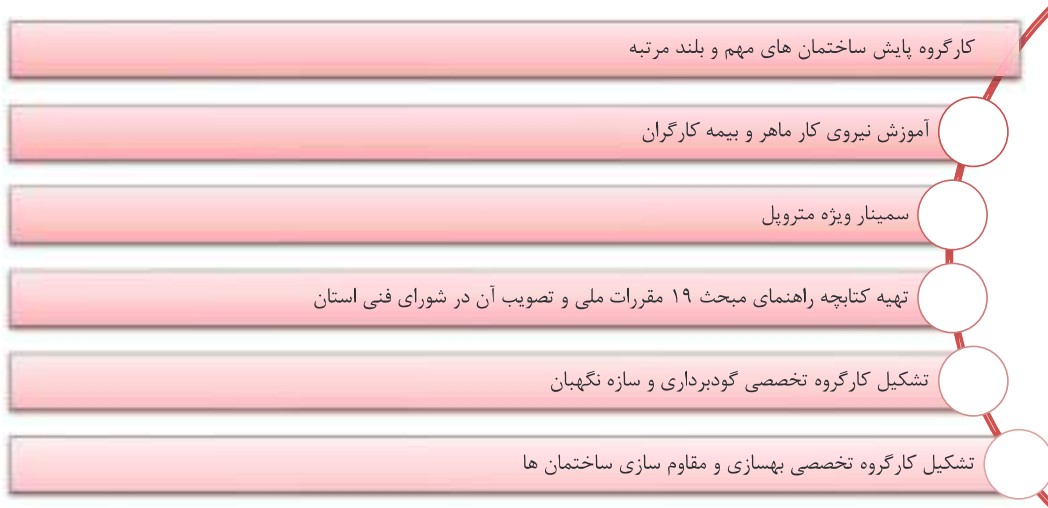 کارگروه پایش ساختمان های مهم و بلند مرتبه
آموزش نیروی کار ماهر و بیمه کارگران
سمینار ویژه متروپل
تهیه کتابچه راهنمای مبحث ۱۹ مقررات ملی و تصویب آن در شورای فنی استان
تشکیل کارگروه تخصصی گودبرداری و سازه نگهبان
تشکیل کارگروه تخصصی بهسازی و مقاوم سازی ساختمان ها